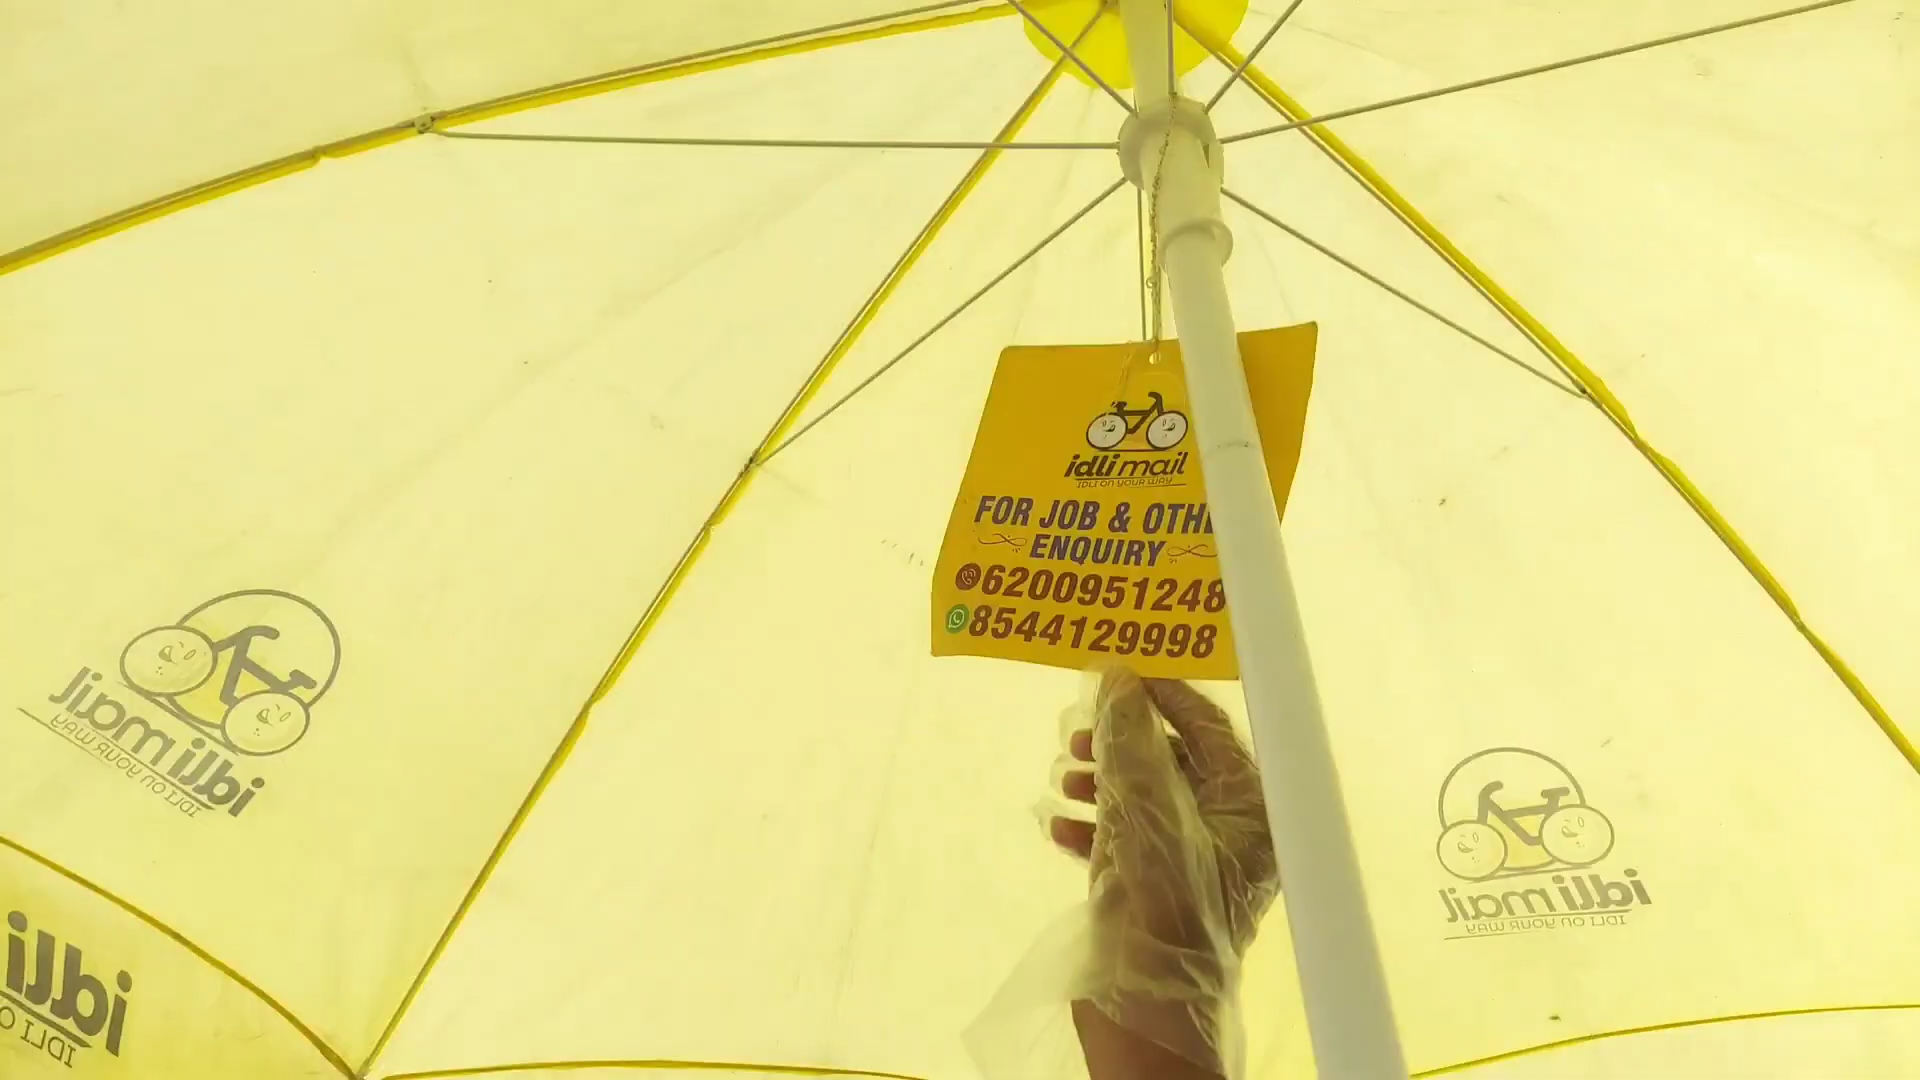 idli mail
IDLI ON YOUR WAY
FOR JOB & OTH
ENQUIRY
6200951248
8544129998
idli mail
IDLI ON YOUR WAY
idli mail
IDLI ON YOUR WAY
idli
IDLI O